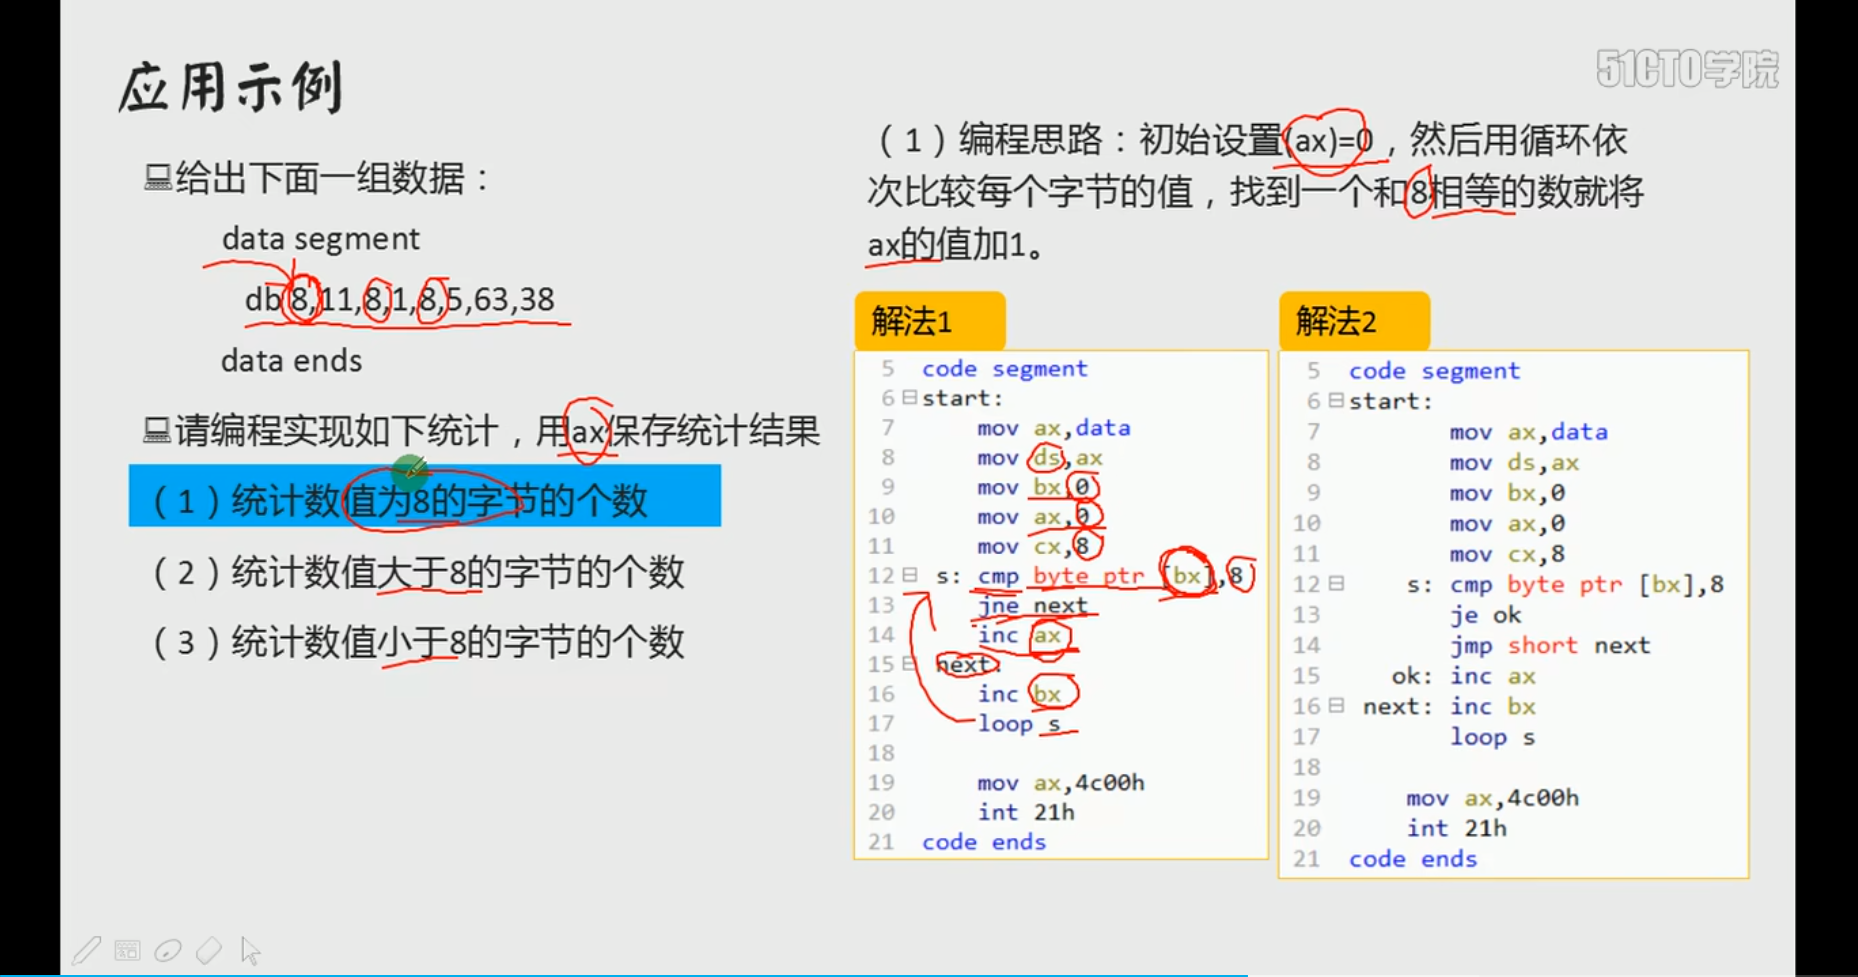 应用示例
51CTO学院
给出下面一组数据：
data segment
db 8,11,8,1,8,5,63,38
data ends
请编程实现如下统计，用ax保存统计结果
（1）统计数值为8的字节的个数
（2）统计数值大于8的字节的个数
（3）统计数值小于8的字节的个数
（1）编程思路：初始设置(ax)=0，然后用循环依
次比较每个字节的值，找到一个和8相等的数就将
ax的值加1。
解法1
5 code segment
6 start:
7 mov ax,data
8 mov ds,ax
9 mov bx,0
10 mov ax,0
11 mov cx,8
12 s: cmp byte ptr [bx],8
13 jne next
14 inc ax
15 next:
16 inc bx
17 loop s
18
19 mov ax,4c00h
20 int 21h
21 code ends
解法2
5 code segment
6 start:
7 mov ax,data
8 mov ds,ax
9 mov bx,0
10 mov ax,0
11 mov cx,8
12 s: cmp byte ptr [bx],8
13 je ok
14 jmp short next
15 ok: inc ax
16 next: inc bx
17 loop s
18
19 mov ax,4c00h
20 int 21h
21 code ends